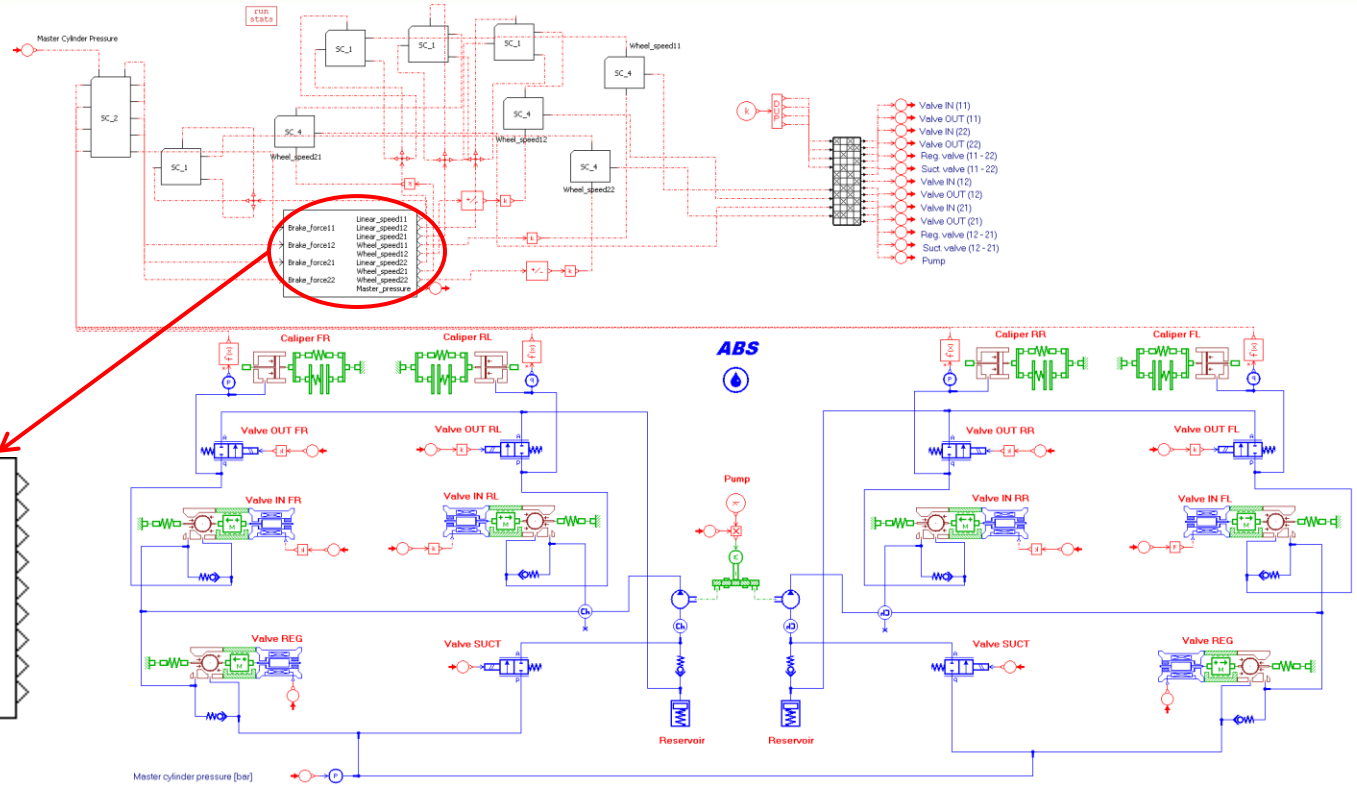 run
stats
Master Cylinder Pressure
SC_2
SC_1
SC_1
SC_1
SC_1
SC_4
Wheel_speed21
SC_4
Wheel_speed12
Wheel_speed11
SC_4
SC_4
Wheel_speed22
k
k
k
k
+/-
+/-
Brake_force11
Brake_force12
Brake_force21
Brake_force22
Linear_speed11
Linear_speed12
Linear_speed21
Wheel_speed11
Wheel_speed12
Linear_speed22
Wheel_speed21
Wheel_speed22
Master_pressure
Valve IN (11)
Valve OUT (11)
Valve IN (22)
Valve OUT (22)
Reg. valve (11 - 22)
Suct. valve (11 - 22)
Valve IN (12)
Valve OUT (12)
Valve IN (21)
Valve OUT (21)
Reg. valve (12 - 21)
Suct. valve (12 - 21)
Pump
Caliper FR
Caliper RL
ABS
Caliper RR
Caliper FL
f(x)
f(x)
f(x)
f(x)
Valve OUT FR
Valve OUT RL
Valve OUT RR
Valve OUT FL
Valve IN FR
Valve IN RL
Pump
Valve IN RR
Valve IN FL
M
M
M
M
Valve REG
Valve SUCT
Valve SUCT
Valve REG
M
M
Reservoir
Reservoir
Master cylinder pressure [bar]
P